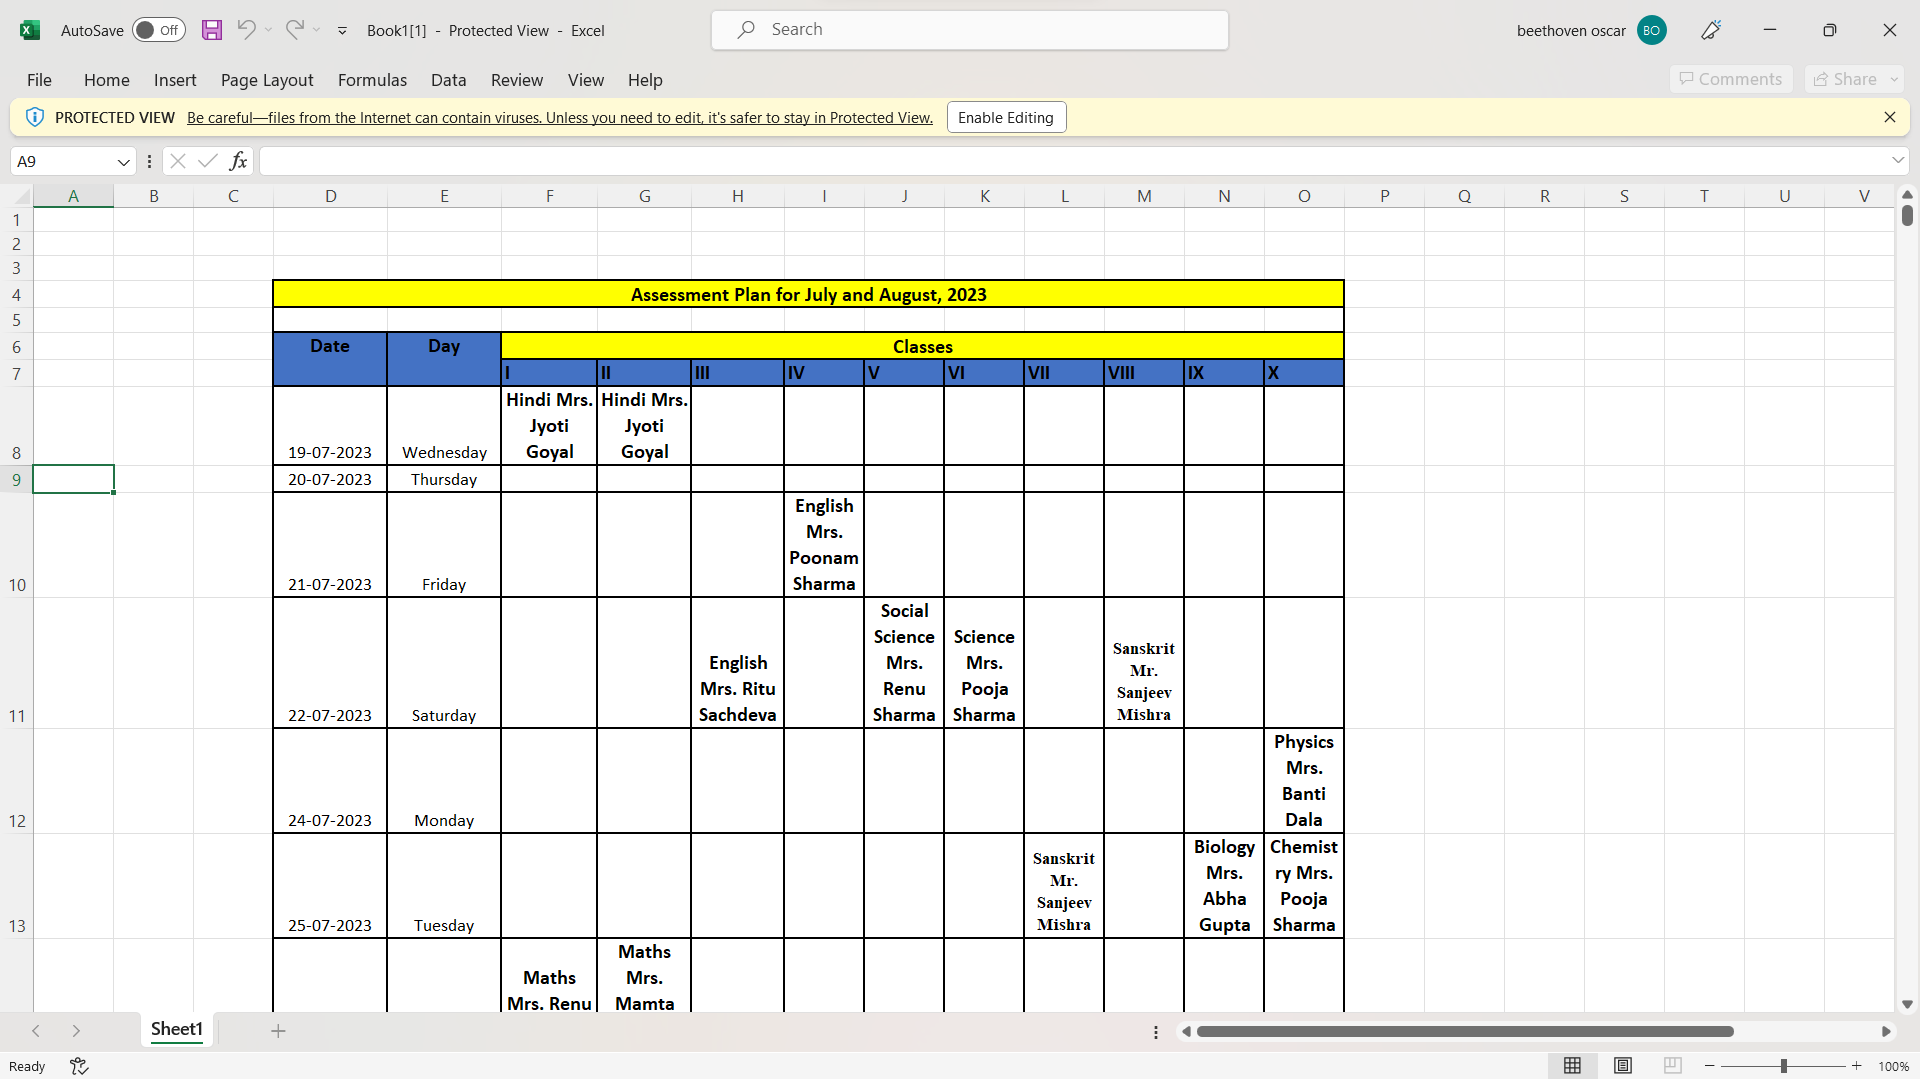 AutoSave Off Book1[1] - Protected View - Excel Search beethoven oscar BO
File Home Insert Page Layout Formulas Data Review View Help Comments Share
PROTECTED VIEW Be careful—files from the Internet can contain viruses. Unless you need to edit, it's safer to stay in Protected View. Enable Editing
A9 fx
A B C D E F G H I J K L M N O P Q R S T U V
1
2
3
4 Assessment Plan for July and August, 2023
5
6 Date Day Classes
7 I II III IV V VI VII VIII IX X
Hindi Mrs. Hindi Mrs.
Jyoti Jyoti
8 19-07-2023 Wednesday Goyal Goyal
9 20-07-2023 Thursday
English
Mrs.
Poonam
10 21-07-2023 Friday Sharma
Social
Science Science Sanskrit
English Mrs. Mrs. Mr.
Mrs. Ritu Renu Pooja Sanjeev
11 22-07-2023 Saturday Sachdeva Sharma Sharma Mishra
Physics
Mrs.
Banti
12 24-07-2023 Monday Dala
Sanskrit Biology Chemist
Mr. Mrs. ry Mrs.
Sanjeev Abha Pooja
13 25-07-2023 Tuesday Mishra Gupta Sharma
Maths
Maths Mrs.
Mrs. Renu Mamta
Sheet1
Ready 100%